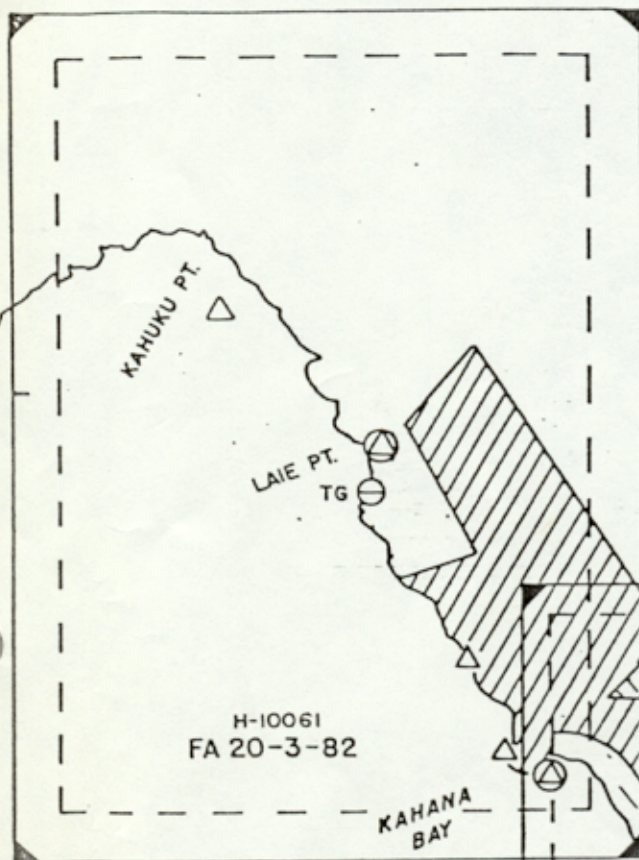 KAHUKU PT.
LAIE PT.
TG
H-10061
FA 20-3-82
KAHANA
BAY